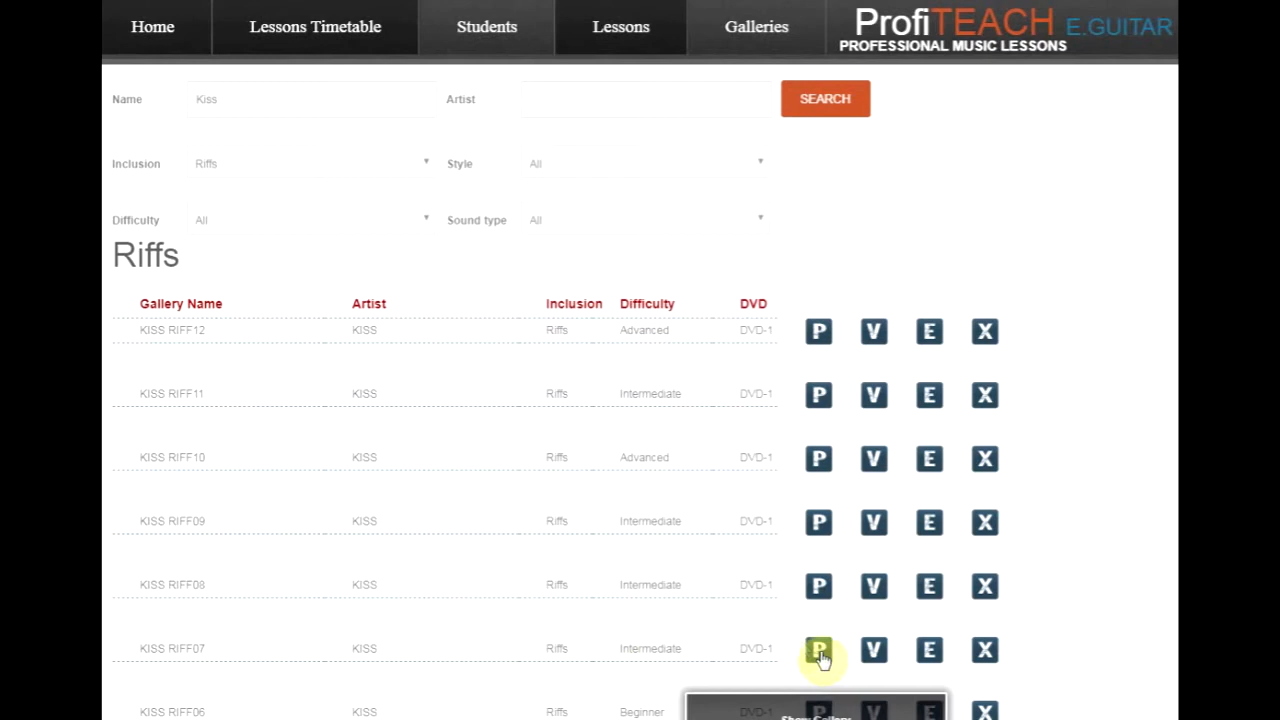 Home Lessons Timetable Students Lessons Galleries ProfiTEACH E.GUITAR
PROFESSIONAL MUSIC LESSONS
Name Kiss Artist SEARCH
Inclusion Riffs Style All
Difficulty All Sound type All
Riffs
Gallery Name Artist Inclusion Difficulty DVD
KISS RIFF12 KISS Riffs Advanced DVD-1 P V E X
KISS RIFF11 KISS Riffs Intermediate DVD-1 P V E X
KISS RIFF10 KISS Riffs Advanced DVD-1 P V E X
KISS RIFF09 KISS Riffs Intermediate DVD-1 P V E X
KISS RIFF08 KISS Riffs Intermediate DVD-1 P V E X
KISS RIFF07 KISS Riffs Intermediate DVD-1 P V E X
KISS RIFF06 KISS Riffs Beginner DVD-1 P V E X
Show Gallery